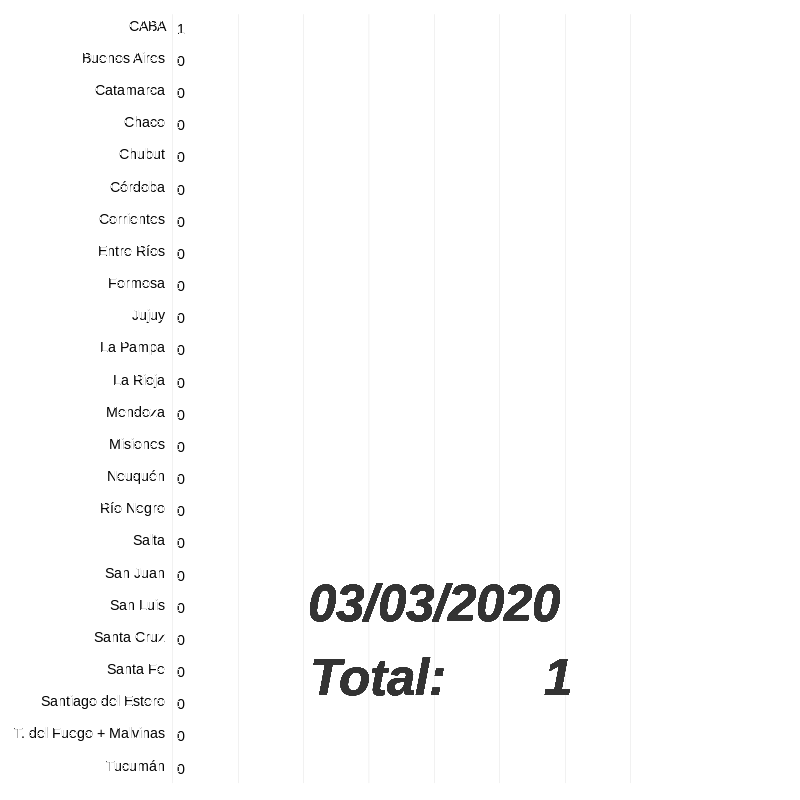 CABA 1
Buenos Aires 0
Catamarca 0
Chaco 0
Chubut 0
Córdoba 0
Corrientes 0
Entre Ríos 0
Formosa 0
Jujuy 0
La Pampa 0
La Rioja 0
Mendoza 0
Misiones 0
Neuquén 0
Río Negro 0
Salta 0
San Juan 0
San Luis 0
03/03/2020
Santa Cruz 0
Santa Fe 0
Total: 1
Santiago del Estero 0
T. del Fuego + Malvinas 0
Tucumán 0